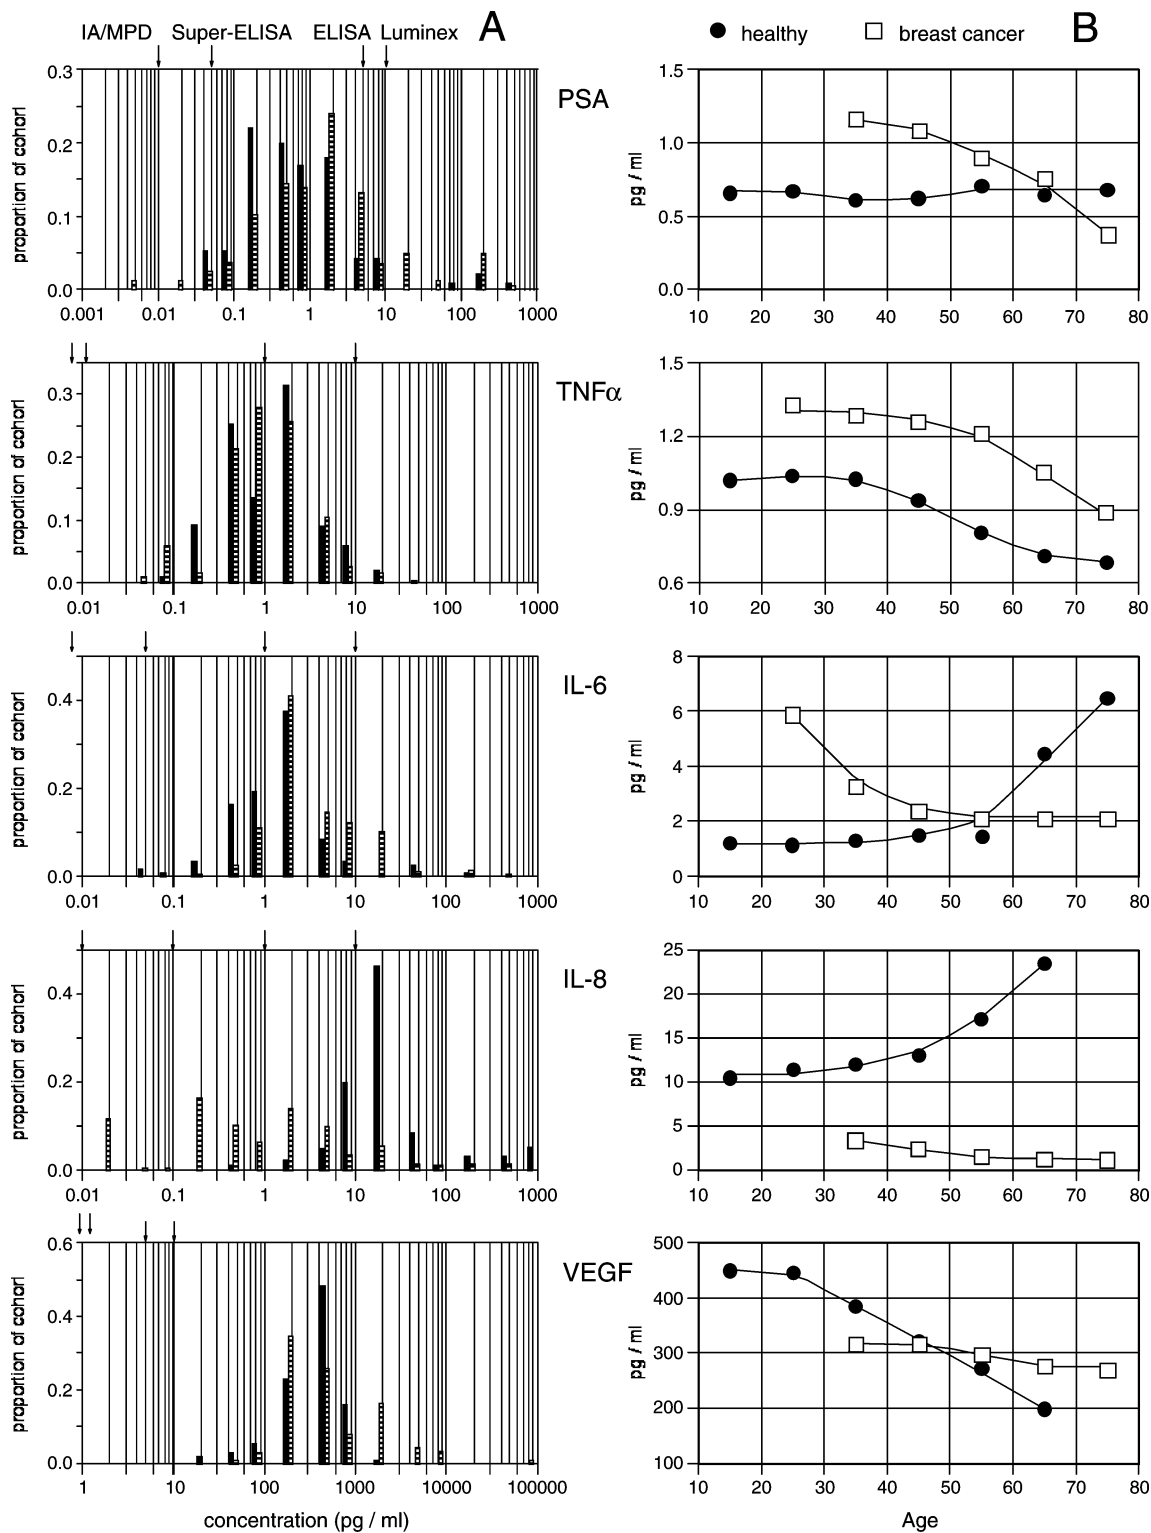 IA/MPD Super-ELISA ELISA Luminex A
healthy breast cancer B
PSA
proportion of cohort
0.3
0.2
0.1
0.0
0.001 0.01 0.1 1 10 100 1000
pg / ml
1.5
1.0
0.5
0.0
10 20 30 40 50 60 70 80
TNFα
proportion of cohort
0.3
0.2
0.1
0.0
0.01 0.1 1 10 100 1000
pg / ml
1.5
1.2
0.9
0.6
10 20 30 40 50 60 70 80
IL-6
proportion of cohort
0.4
0.2
0.0
0.01 0.1 1 10 100 1000
pg / ml
8
6
4
2
0
10 20 30 40 50 60 70 80
IL-8
proportion of cohort
0.4
0.2
0.0
0.01 0.1 1 10 100 1000
pg / ml
25
20
15
10
5
0
10 20 30 40 50 60 70 80
VEGF
proportion of cohort
0.6
0.4
0.2
0.0
1 10 100 1000 10000 100000
concentration (pg / ml)
pg / ml
500
400
300
200
100
10 20 30 40 50 60 70 80
Age